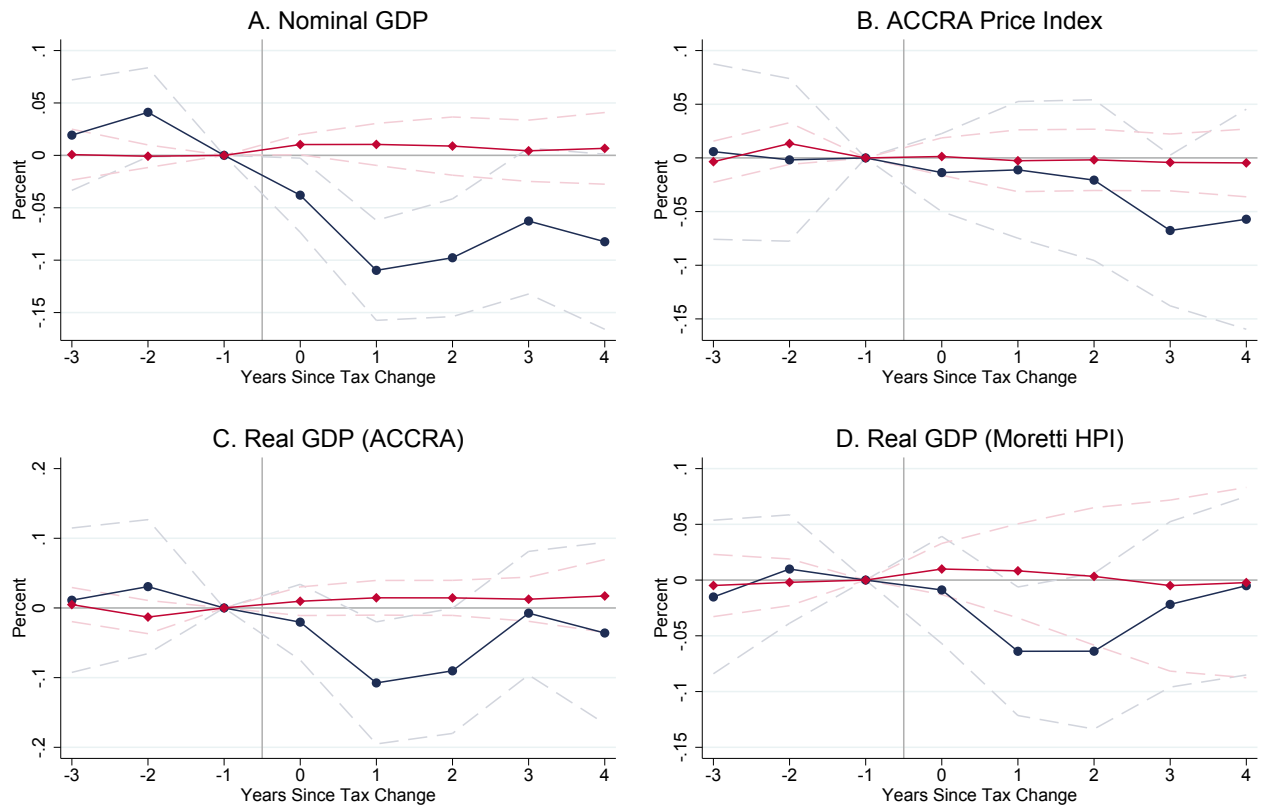 A. Nominal GDP
.1
.05
0
-.05
-.1
-.15
Percent
-3 -2 -1 0 1 2 3 4
Years Since Tax Change
B. ACCRA Price Index
.1
.05
0
-.05
-.1
-.15
Percent
-3 -2 -1 0 1 2 3 4
Years Since Tax Change
C. Real GDP (ACCRA)
.2
.1
0
-.1
-.2
Percent
-3 -2 -1 0 1 2 3 4
Years Since Tax Change
D. Real GDP (Moretti HPI)
.1
.05
0
-.05
-.1
-.15
Percent
-3 -2 -1 0 1 2 3 4
Years Since Tax Change